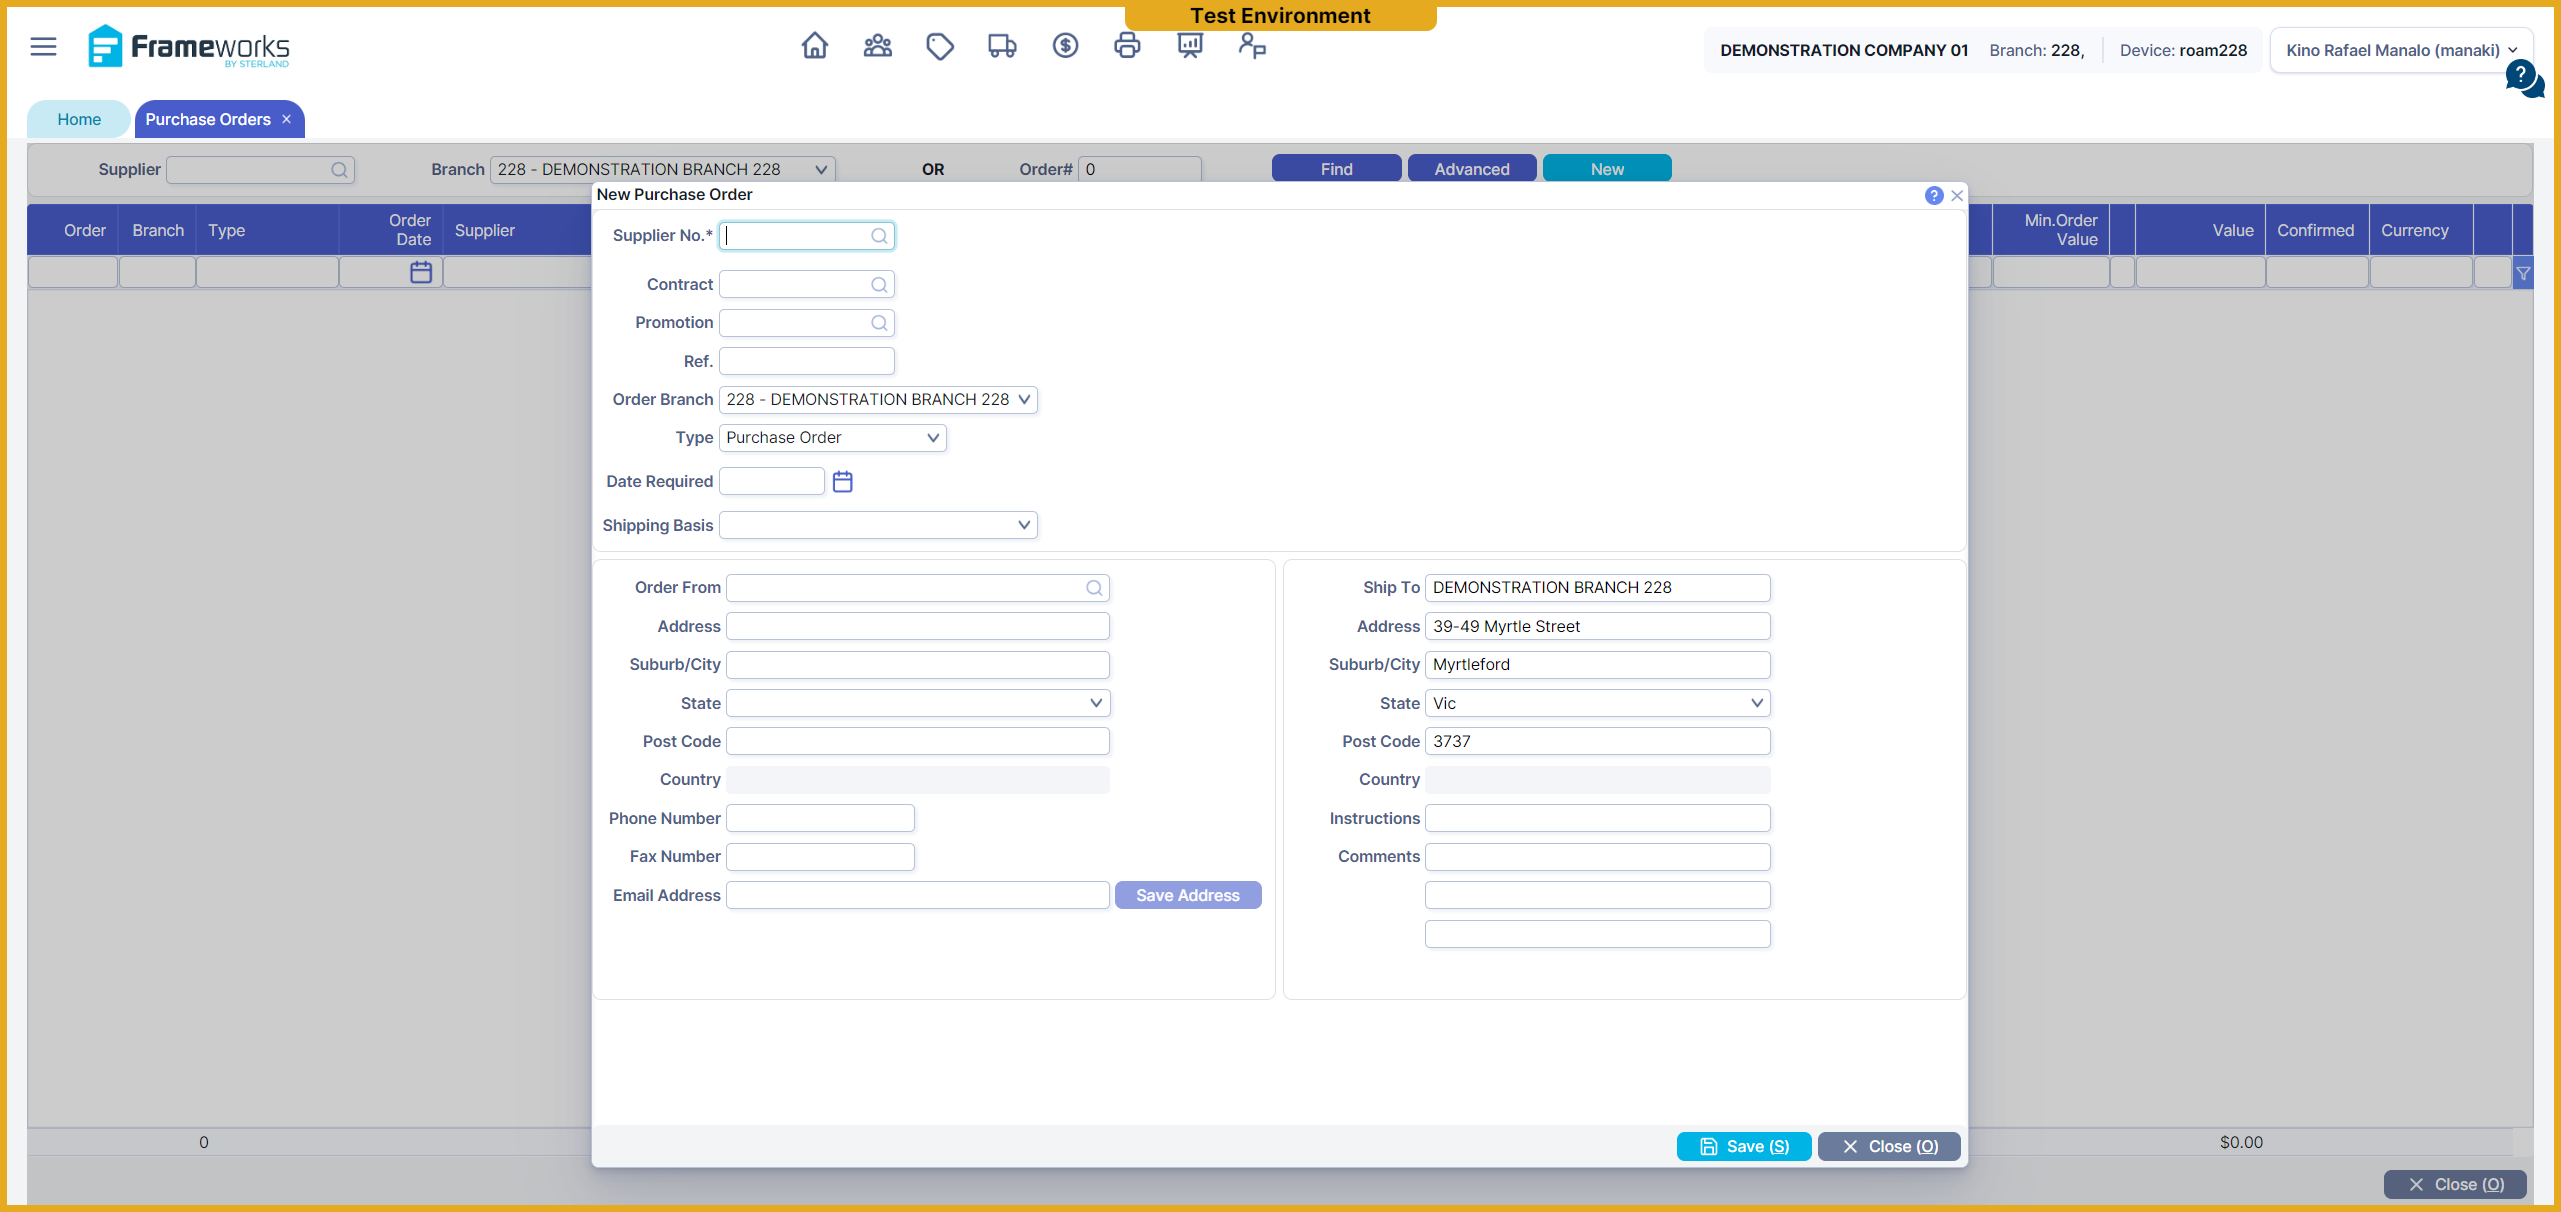 Test Environment
Frameworks
BY STERLAND
DEMONSTRATION COMPANY 01 Branch: 228, Device: roam228 Kino Rafael Manalo (manaki)
?
Home Purchase Orders ×
Supplier Branch 228 - DEMONSTRATION BRANCH 228 OR Order# 0 Find Advanced New
New Purchase Order ?
Order Branch Type Order Date Supplier Min.Order Value Value Confirmed Currency
Supplier No.*
Contract
Promotion
Ref.
Order Branch 228 - DEMONSTRATION BRANCH 228
Type Purchase Order
Date Required
Shipping Basis
Order From
Address
Suburb/City
State
Post Code
Country
Phone Number
Fax Number
Email Address Save Address
Ship To DEMONSTRATION BRANCH 228
Address 39-49 Myrtle Street
Suburb/City Myrtleford
State Vic
Post Code 3737
Country
Instructions
Comments
0 $0.00
Save (S) Close (O)
Close (O)